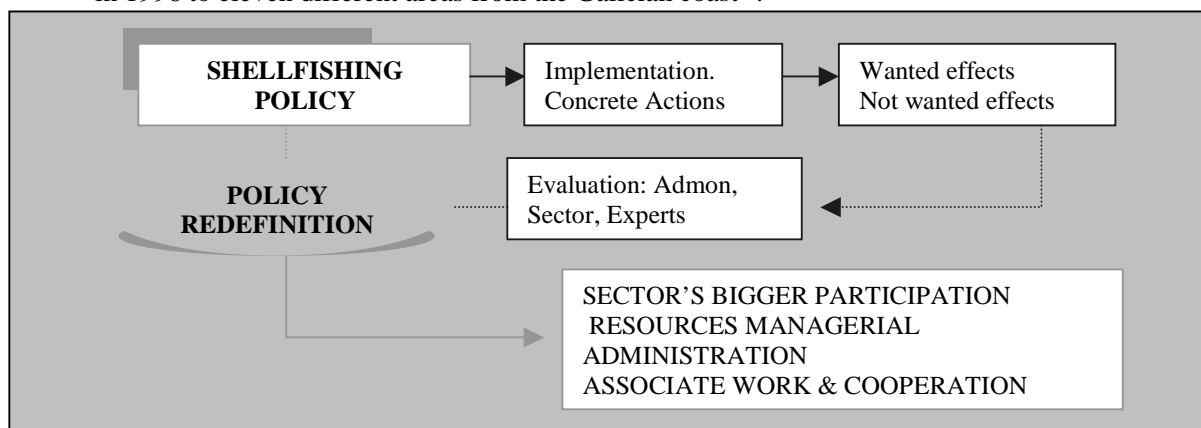 in 1998 to eleven different areas from the Galician coast
SHELLFISHING
POLICY
Implementation.
Concrete Actions
Wanted effects
Not wanted effects
POLICY
REDEFINITION
Evaluation: Admon,
Sector, Experts
SECTOR’S BIGGER PARTICIPATION
RESOURCES MANAGERIAL
ADMINISTRATION
ASSOCIATE WORK & COOPERATION